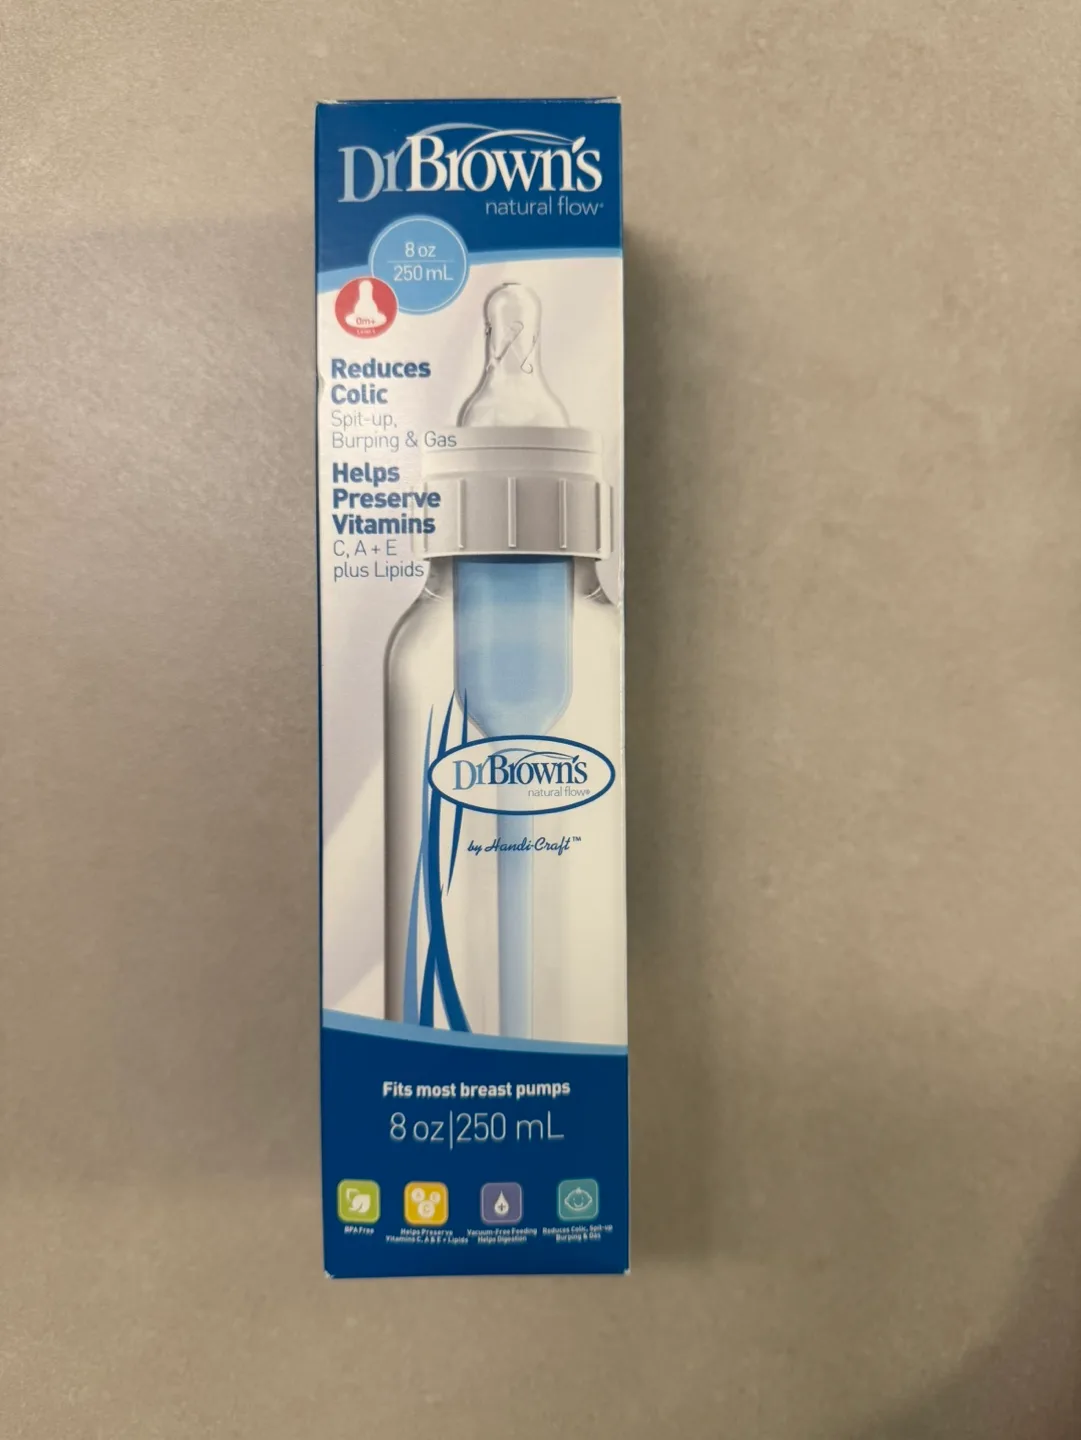 DrBrown's
natural flow®
8 oz
250 mL
0m+
Level 1
Reduces
Colic
Spit-up,
Burping & Gas
Helps
Preserve
Vitamins
C, A + E
plus Lipids
DrBrown's
natural flow®
by Handi-Craft™
Fits most breast pumps
8 oz|250 mL
BPA Free
Helps Preserve
Vitamins C, A & E + Lipids
Vacuum-Free Feeding
Helps Digestion
Reduces Colic, Spit-up
Burping & Gas